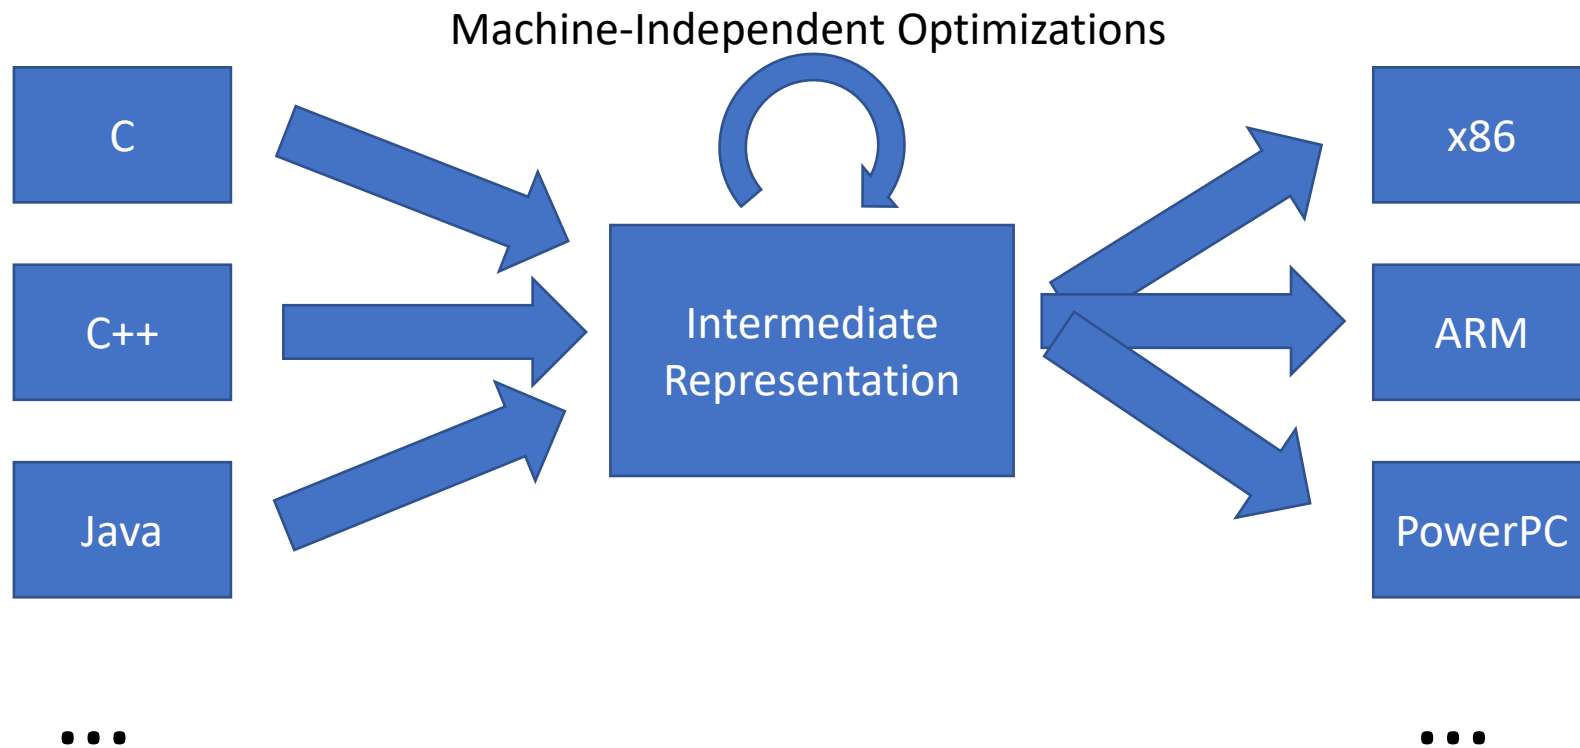 Machine-Independent Optimizations
C
x86
C++
Intermediate
Representation
ARM
Java
PowerPC
...
...